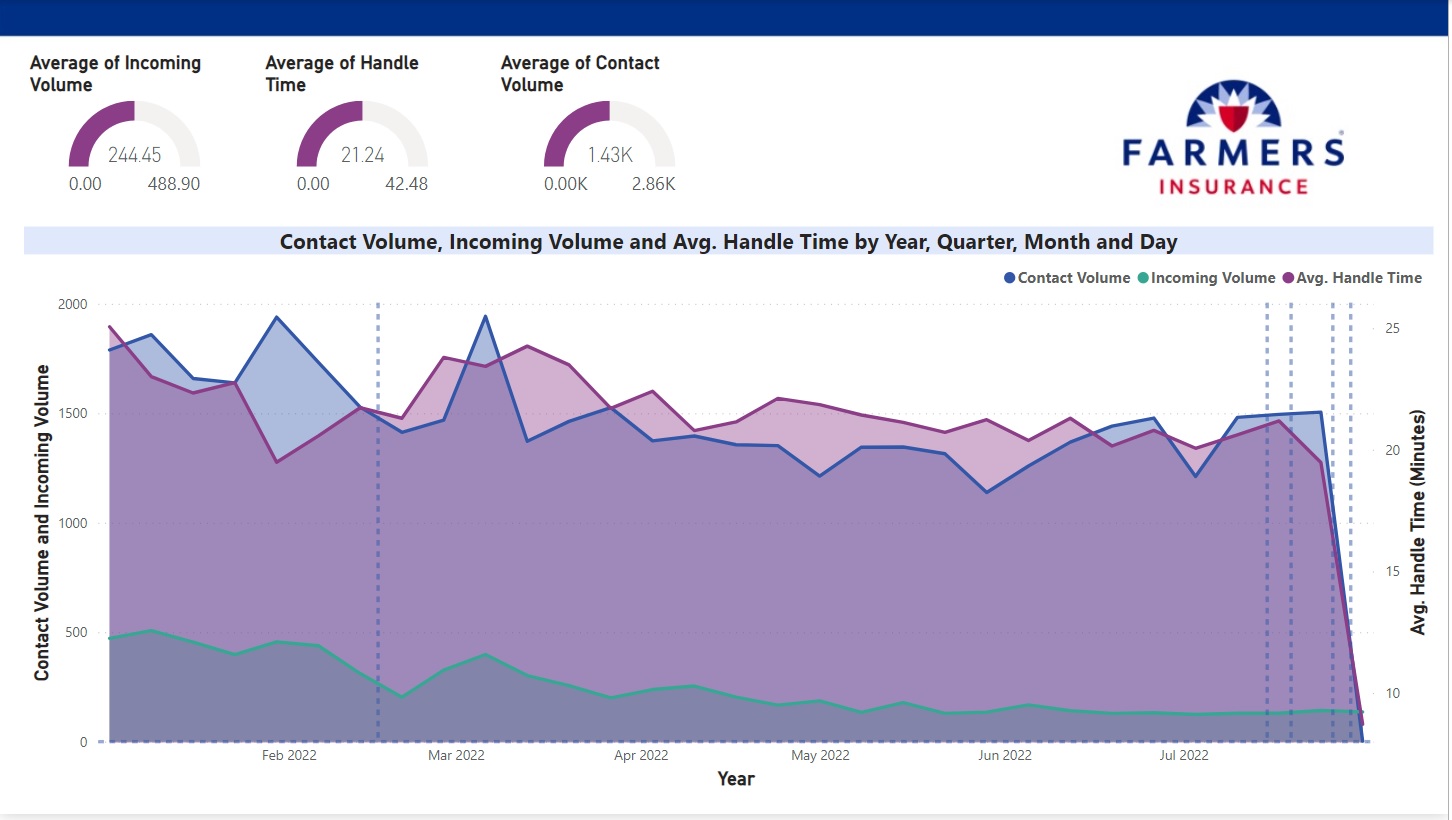 Average of Incoming
Volume
244.45
0.00 488.90
Average of Handle
Time
21.24
0.00 42.48
Average of Contact
Volume
1.43K
0.00K 2.86K
FARMERS
INSURANCE
Contact Volume, Incoming Volume and Avg. Handle Time by Year, Quarter, Month and Day
Contact Volume Incoming Volume Avg. Handle Time
Contact Volume and Incoming Volume
2000
1500
1000
500
0
25
20
15
10
Avg. Handle Time (Minutes)
Feb 2022 Mar 2022 Apr 2022 May 2022 Jun 2022 Jul 2022
Year